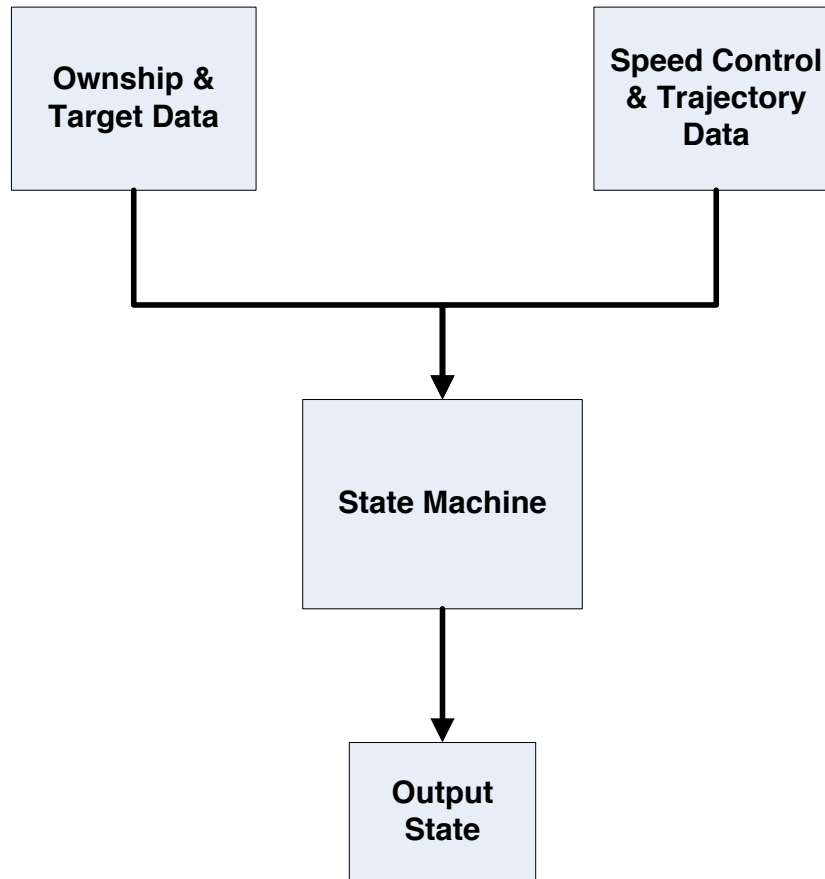 Ownship &
Target Data
Speed Control
& Trajectory
Data
State Machine
Output
State